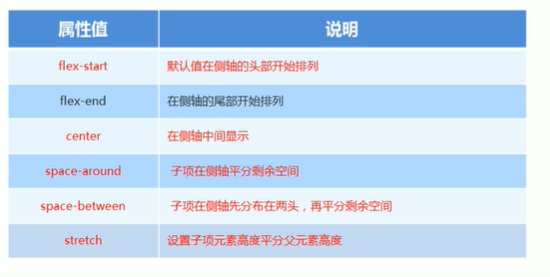 属性值 说明
flex-start 默认值在侧轴的头部开始排列
flex-end 在侧轴的尾部开始排列
center 在侧轴中间显示
space-around 子项在侧轴平分剩余空间
space-between 子项在侧轴先分布在两头，再平分剩余空间
stretch 设置子项元素高度平分父元素高度